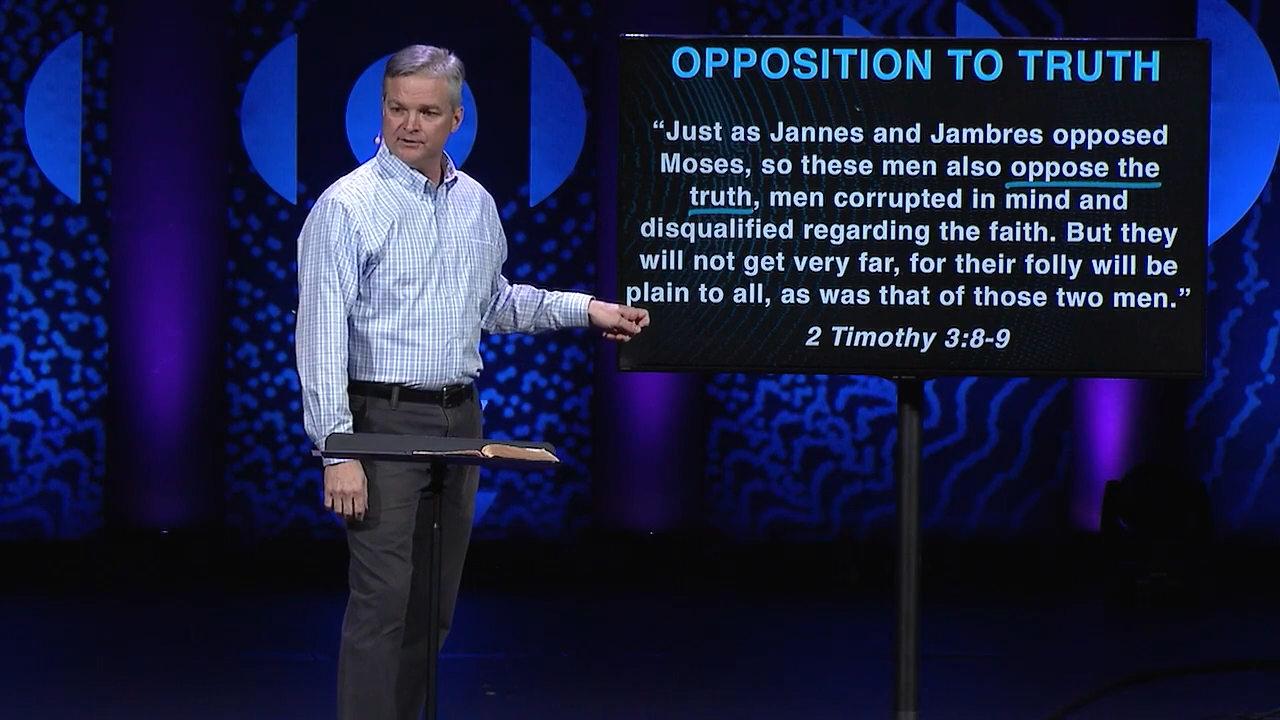 OPPOSITION TO TRUTH
“Just as Jannes and Jambres opposed
Moses, so these men also oppose the
truth, men corrupted in mind and
disqualified regarding the faith. But they
will not get very far, for their folly will be
plain to all, as was that of those two men.”
2 Timothy 3:8-9